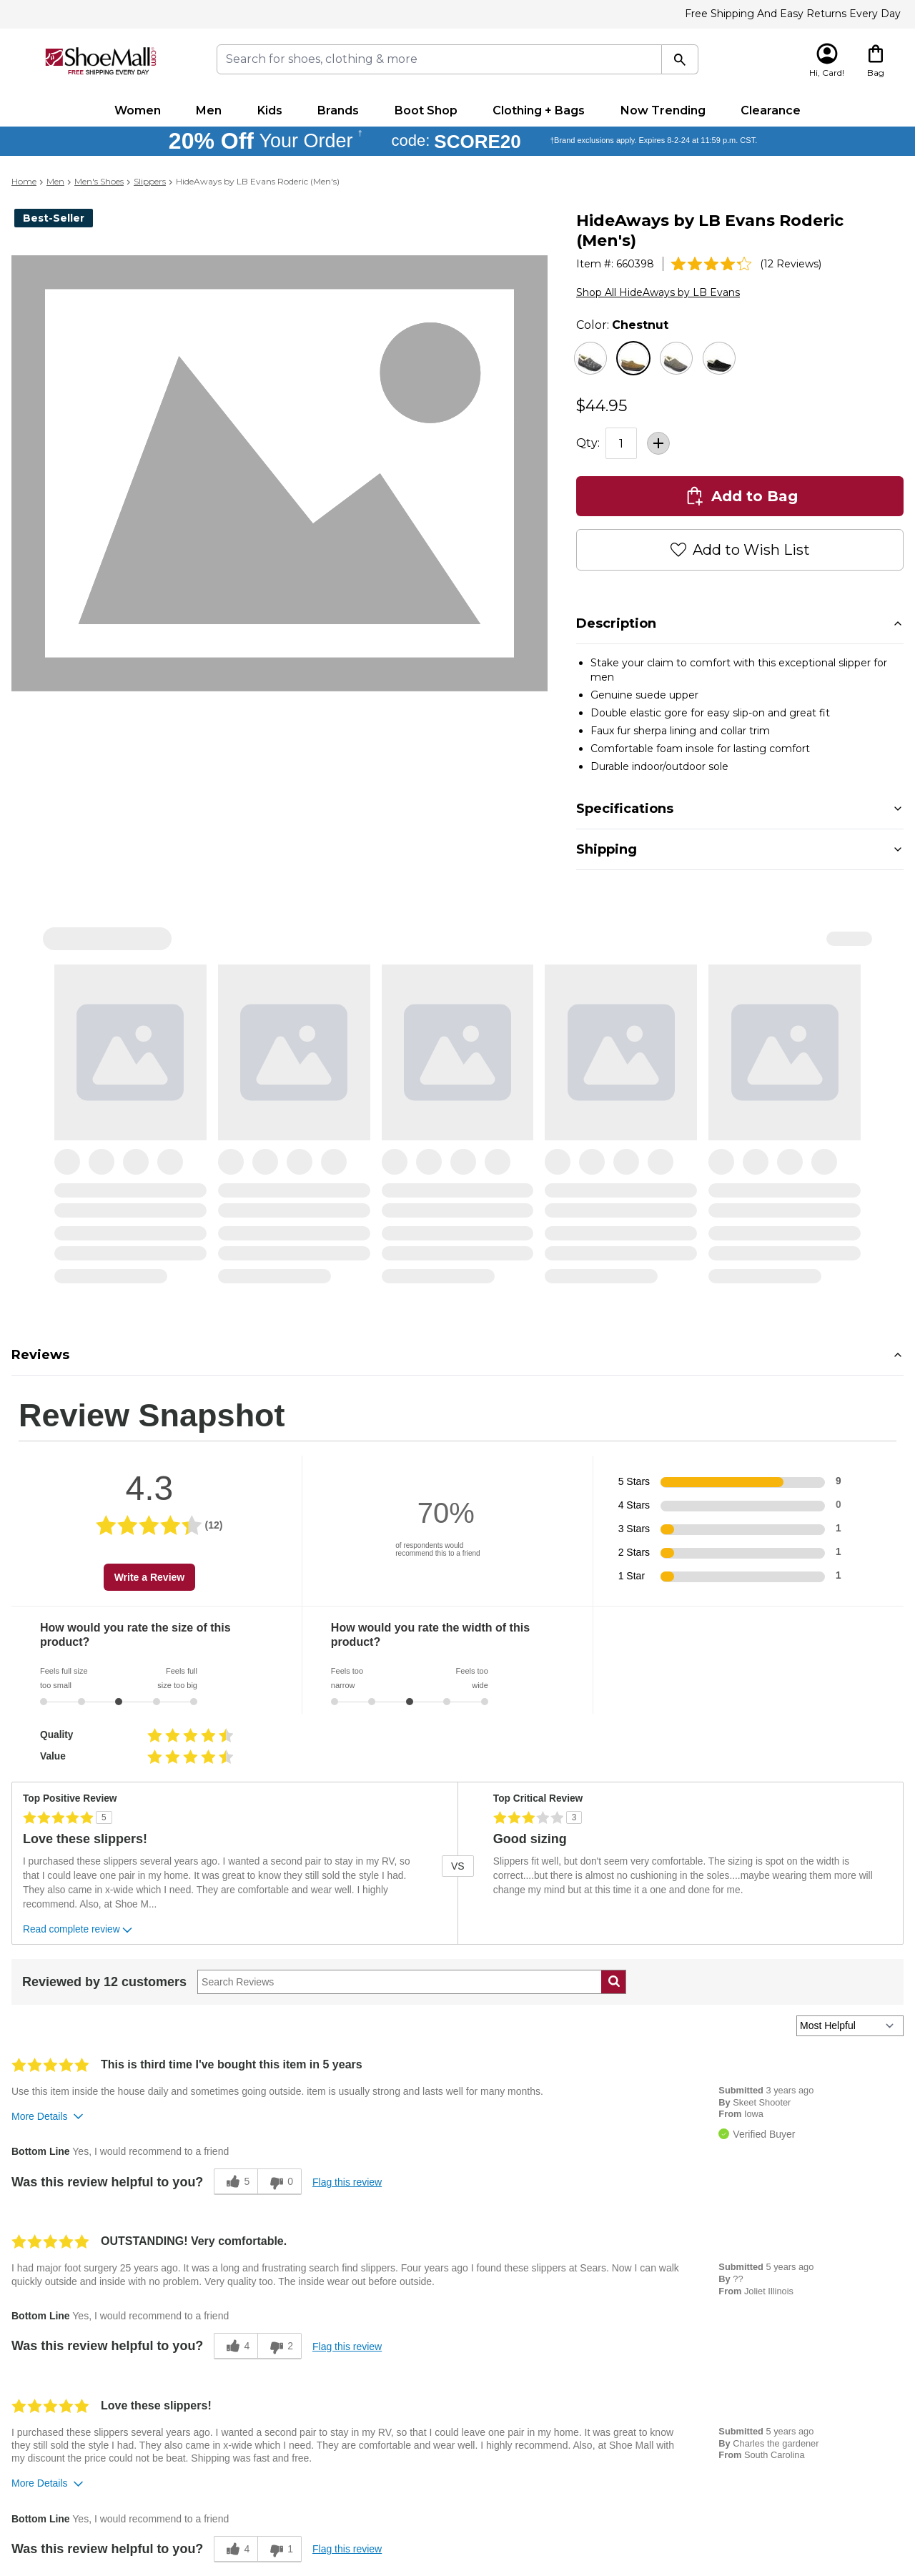 Free Shipping And Easy Returns Every Day
ShoeMall.com
FREE SHIPPING EVERY DAY
Search for shoes, clothing & more
Hi, Card!
Bag
Women Men Kids Brands Boot Shop Clothing + Bags Now Trending Clearance
20% Off Your Order † code: SCORE20 †Brand exclusions apply. Expires 8-2-24 at 11:59 p.m. CST.
Home > Men > Men's Shoes > Slippers > HideAways by LB Evans Roderic (Men's)
Best-Seller
HideAways by LB Evans Roderic
(Men's)
Item #: 660398 (12 Reviews)
Shop All HideAways by LB Evans
Color: Chestnut
$44.95
Qty: 1
Add to Bag
Add to Wish List
Description
Stake your claim to comfort with this exceptional slipper for
men
Genuine suede upper
Double elastic gore for easy slip-on and great fit
Faux fur sherpa lining and collar trim
Comfortable foam insole for lasting comfort
Durable indoor/outdoor sole
Specifications
Shipping
Reviews
Review Snapshot
4.3
(12)
Write a Review
70%
of respondents would
recommend this to a friend
5 Stars 9
4 Stars 0
3 Stars 1
2 Stars 1
1 Star 1
How would you rate the size of this
product?
Feels full size
too small
Feels full
size too big
How would you rate the width of this
product?
Feels too
narrow
Feels too
wide
Quality
Value
Top Positive Review
5
Love these slippers!
I purchased these slippers several years ago. I wanted a second pair to stay in my RV, so
that I could leave one pair in my home. It was great to know they still sold the style I had.
They also came in x-wide which I need. They are comfortable and wear well. I highly
recommend. Also, at Shoe M...
Read complete review
VS
Top Critical Review
3
Good sizing
Slippers fit well, but don't seem very comfortable. The sizing is spot on the width is
correct....but there is almost no cushioning in the soles....maybe wearing them more will
change my mind but at this time it a one and done for me.
Reviewed by 12 customers
Search Reviews
Most Helpful
This is third time I've bought this item in 5 years
Use this item inside the house daily and sometimes going outside. item is usually strong and lasts well for many months.
More Details
Submitted 3 years ago
By Skeet Shooter
From Iowa
Verified Buyer
Bottom Line Yes, I would recommend to a friend
Was this review helpful to you? 5 0 Flag this review
OUTSTANDING! Very comfortable.
I had major foot surgery 25 years ago. It was a long and frustrating search find slippers. Four years ago I found these slippers at Sears. Now I can walk
quickly outside and inside with no problem. Very quality too. The inside wear out before outside.
Submitted 5 years ago
By ??
From Joliet Illinois
Bottom Line Yes, I would recommend to a friend
Was this review helpful to you? 4 2 Flag this review
Love these slippers!
I purchased these slippers several years ago. I wanted a second pair to stay in my RV, so that I could leave one pair in my home. It was great to know
they still sold the style I had. They also came in x-wide which I need. They are comfortable and wear well. I highly recommend. Also, at Shoe Mall with
my discount the price could not be beat. Shipping was fast and free.
More Details
Submitted 5 years ago
By Charles the gardener
From South Carolina
Bottom Line Yes, I would recommend to a friend
Was this review helpful to you? 4 1 Flag this review